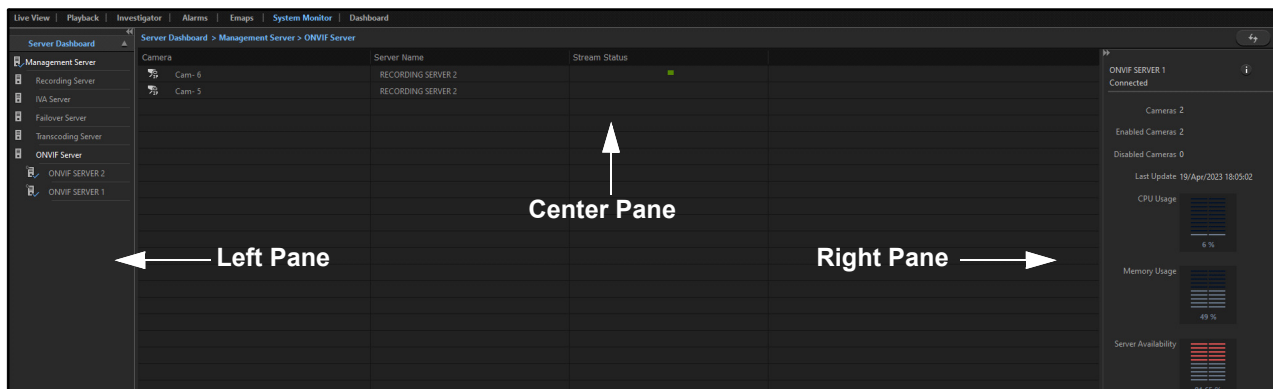 Live View | Playback | Investigator | Alarms | Emaps | System Monitor | Dashboard
Server Dashboard
Management Server
Recording Server
IVA Server
Failover Server
Transcoding Server
ONVIF Server
ONVIF SERVER 2
ONVIF SERVER 1
Left Pane
Server Dashboard > Management Server > ONVIF Server
Camera Server Name Stream Status
Cam- 6 RECORDING SERVER 2
Cam- 5 RECORDING SERVER 2
Center Pane
Right Pane
ONVIF SERVER 1
Connected
Cameras 2
Enabled Cameras 2
Disabled Cameras 0
Last Update 19/Apr/2023 18:05:02
CPU Usage
6 %
Memory Usage
49 %
Server Availability